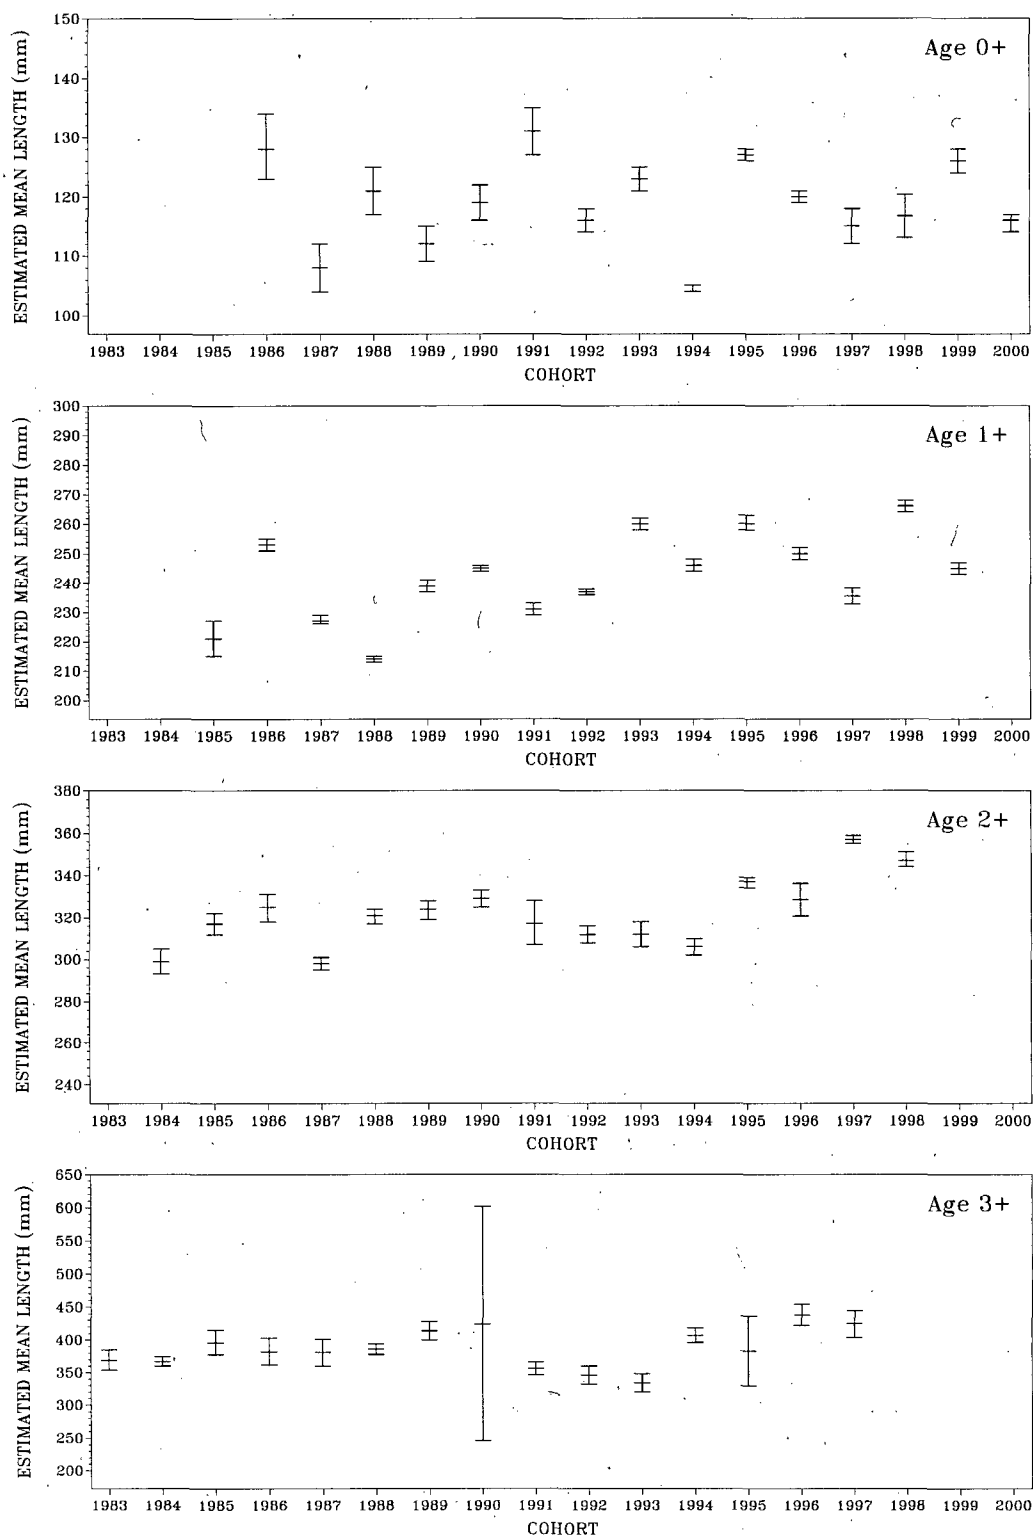 ESTIMATED MEAN LENGTH (mm)
150
140
130
120
110
100
Age 0+
1983 1984 1985 1986 1987 1988 1989 1990 1991 1992 1993 1994 1995 1996 1997 1998 1999 2000
COHORT
ESTIMATED MEAN LENGTH (mm)
300
290
280
270
260
250
240
230
220
210
200
Age 1+
1983 1984 1985 1986 1987 1988 1989 1990 1991 1992 1993 1994 1995 1996 1997 1998 1999 2000
COHORT
ESTIMATED MEAN LENGTH (mm)
380
360
340
320
300
280
260
240
Age 2+
1983 1984 1985 1986 1987 1988 1989 1990 1991 1992 1993 1994 1995 1996 1997 1998 1999 2000
COHORT
ESTIMATED MEAN LENGTH (mm)
650
600
550
500
450
400
350
300
250
200
Age 3+
1983 1984 1985 1986 1987 1988 1989 1990 1991 1992 1993 1994 1995 1996 1997 1998 1999 2000
COHORT